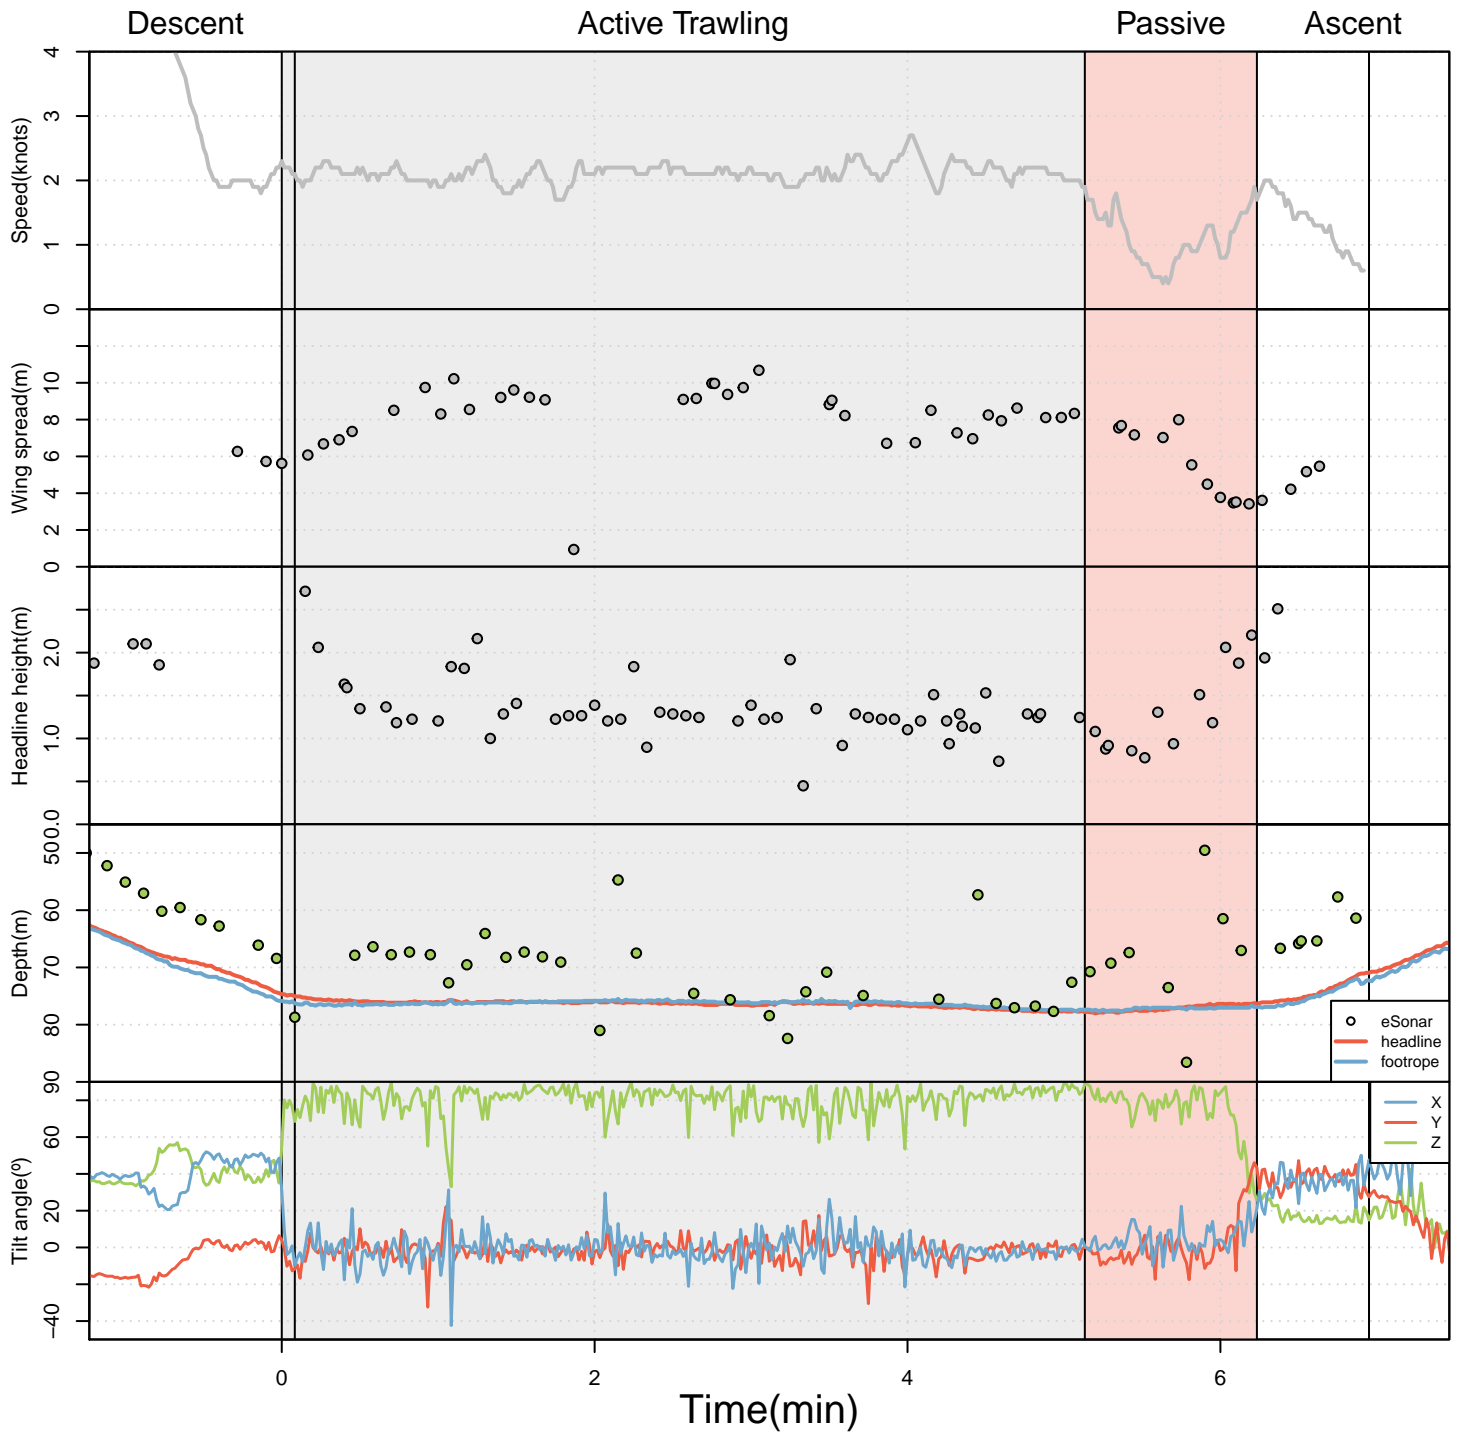 Descent Active Trawling Passive Ascent
Speed(knots)
4
3
2
1
0
Wing spread(m)
10
8
6
4
2
0
Headline height(m)
2.0
1.0
0.0
Depth(m)
50
60
70
80
90
eSonar
headline
footrope
Tilt angle(º)
60
20
0
−40
X
Y
Z
0 2 4 6
Time(min)